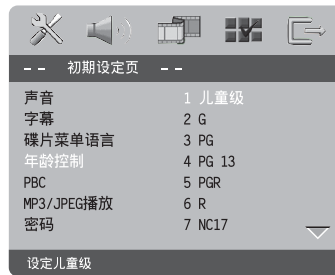 -- 初期设定页 --
声音 1 儿童级
字幕 2 G
碟片菜单语言 3 PG
年龄控制 4 PG 13
PBC 5 PGR
MP3/JPEG播放 6 R
密码 7 NC17
设定儿童级